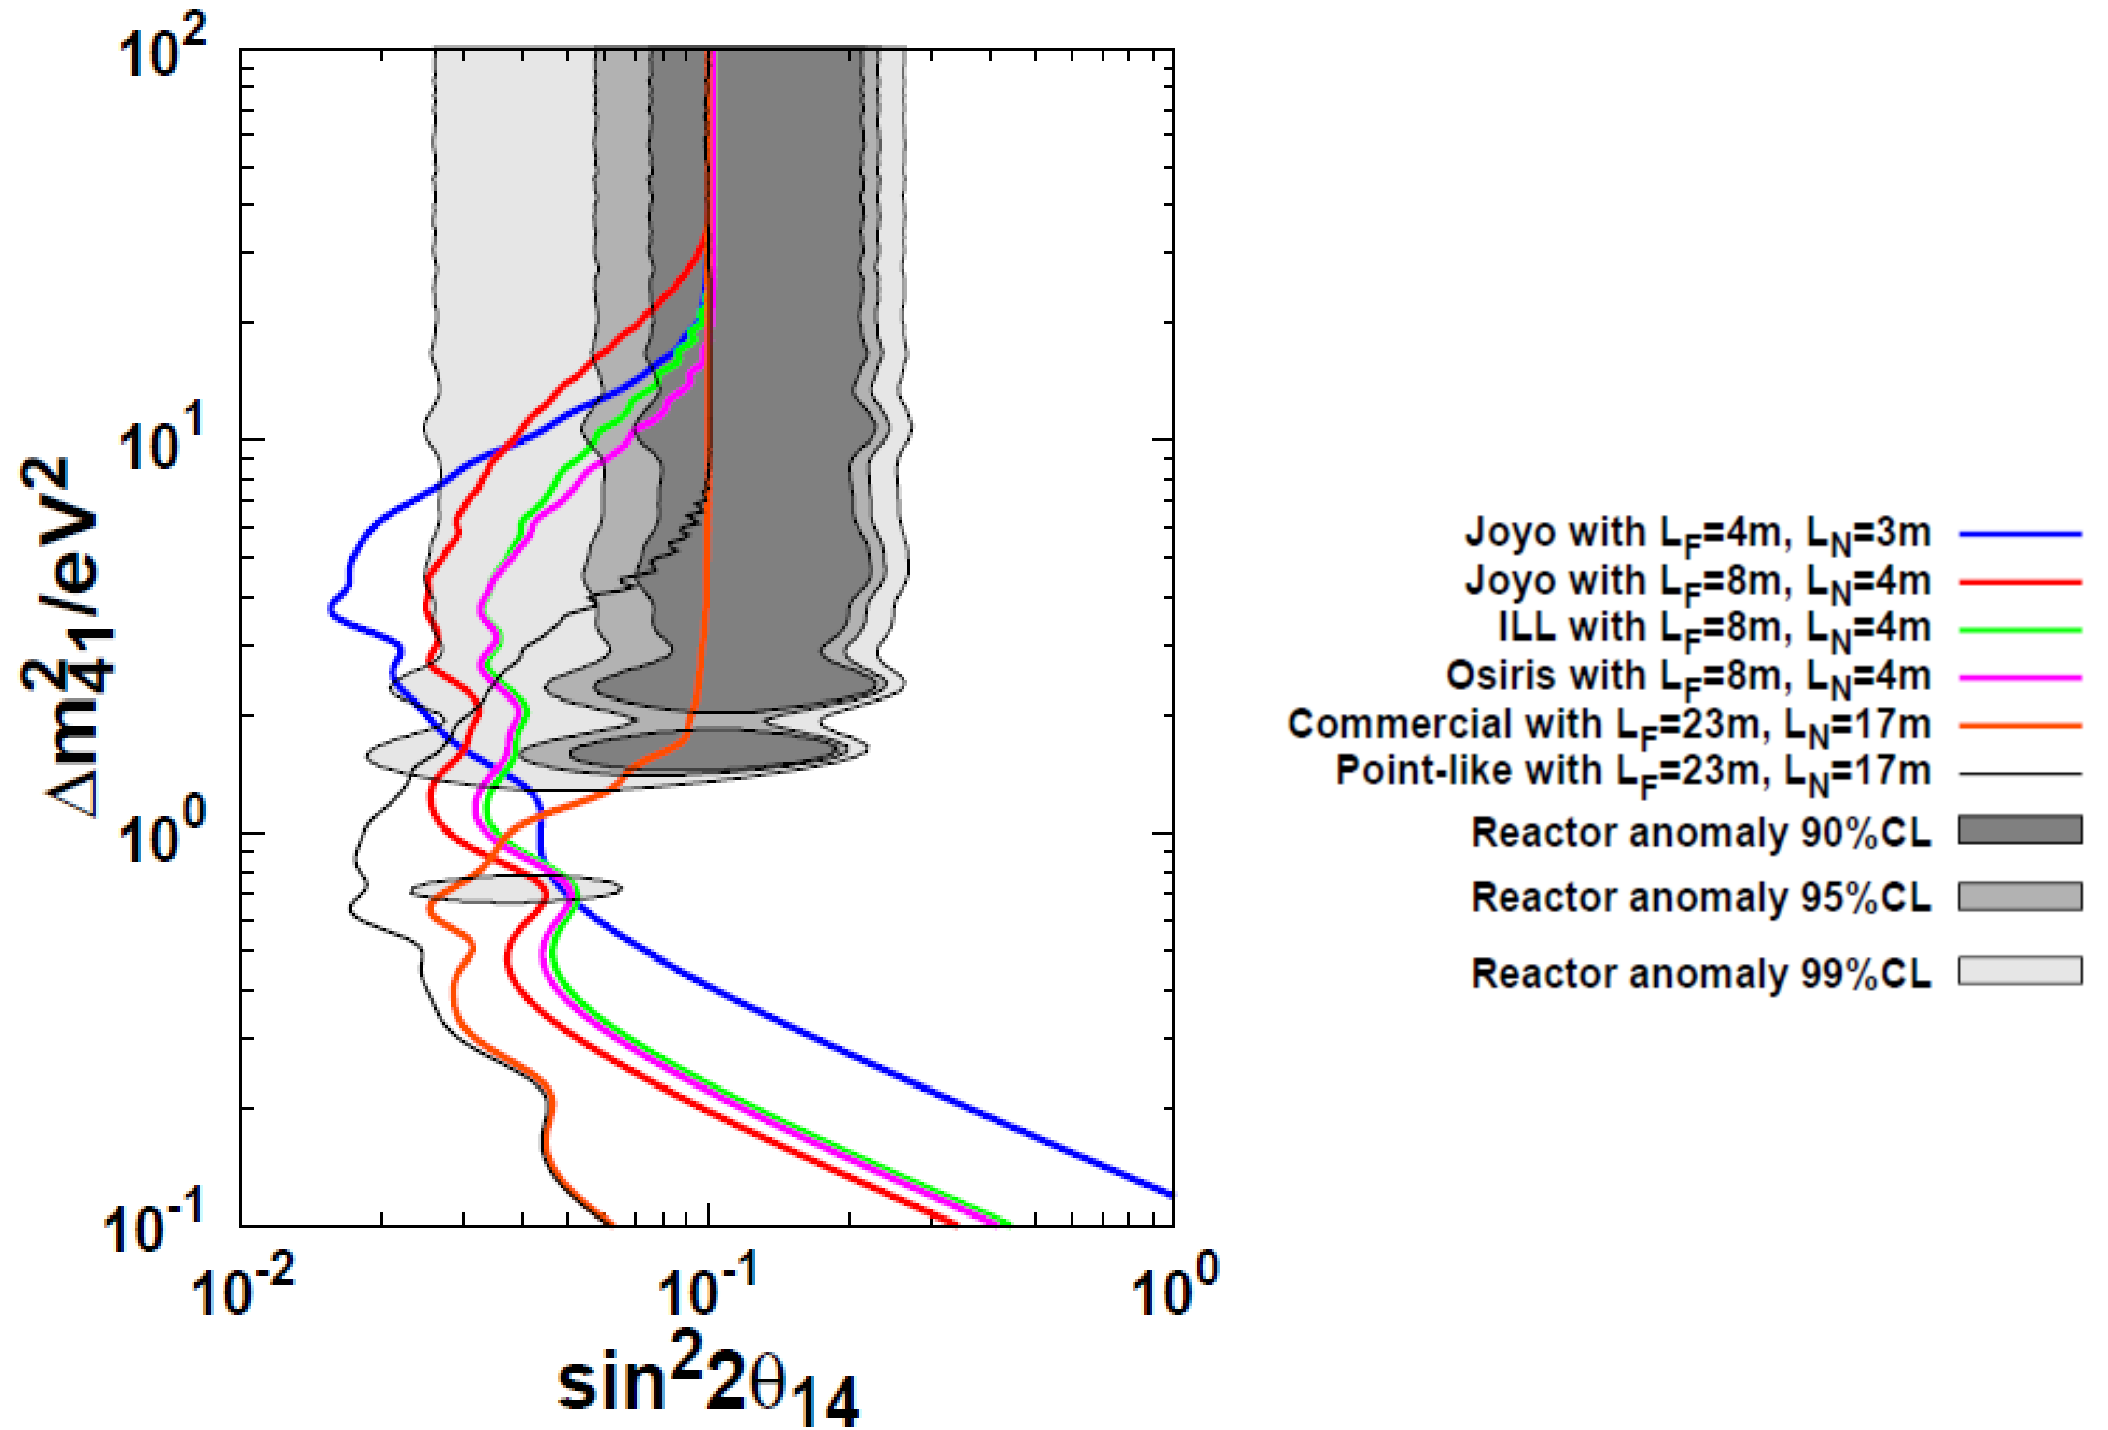 10²
10¹
10⁰
10⁻¹
Δm²₄₁/eV²
10⁻² 10⁻¹ 10⁰
sin²2θ₁₄
Joyo with L_F=4m, L_N=3m
Joyo with L_F=8m, L_N=4m
ILL with L_F=8m, L_N=4m
Osiris with L_F=8m, L_N=4m
Commercial with L_F=23m, L_N=17m
Point-like with L_F=23m, L_N=17m
Reactor anomaly 90%CL
Reactor anomaly 95%CL
Reactor anomaly 99%CL